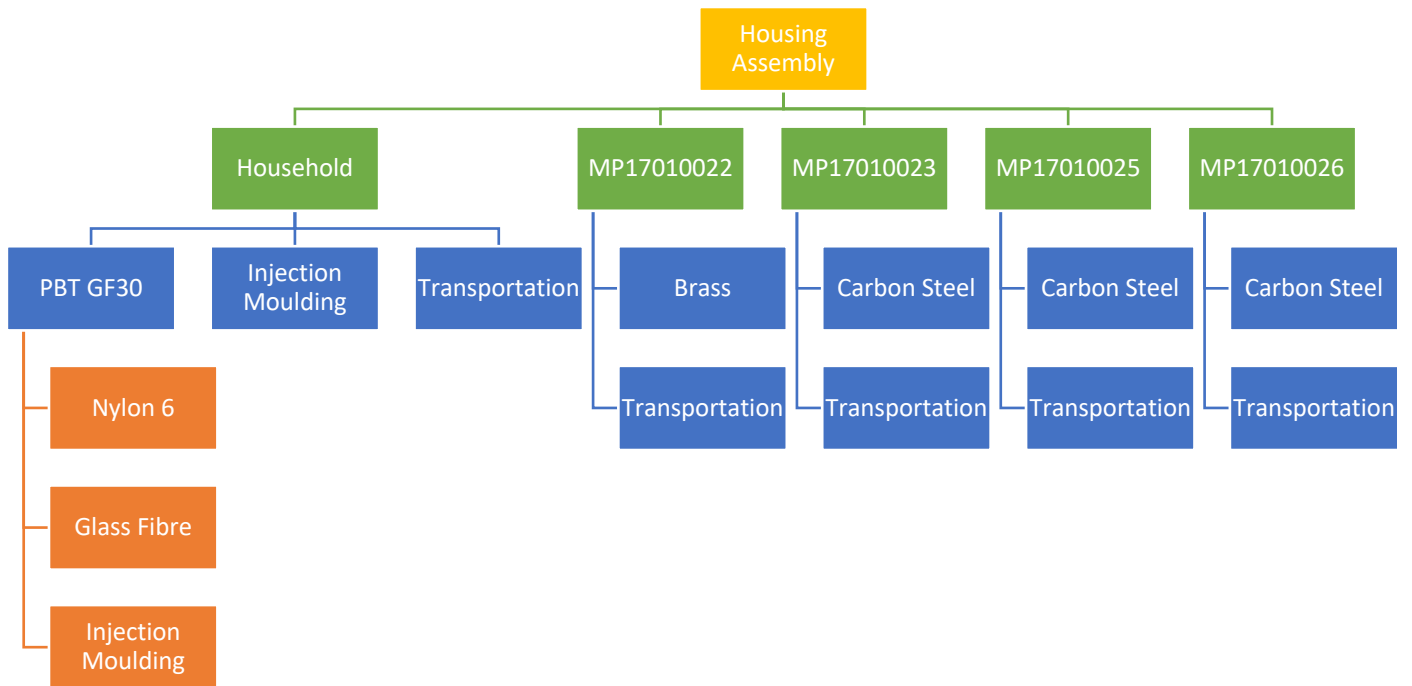 Housing
Assembly
Household
MP17010022
MP17010023
MP17010025
MP17010026
PBT GF30
Injection
Moulding
Transportation
Brass
Carbon Steel
Carbon Steel
Carbon Steel
Nylon 6
Transportation
Transportation
Transportation
Transportation
Glass Fibre
Injection
Moulding